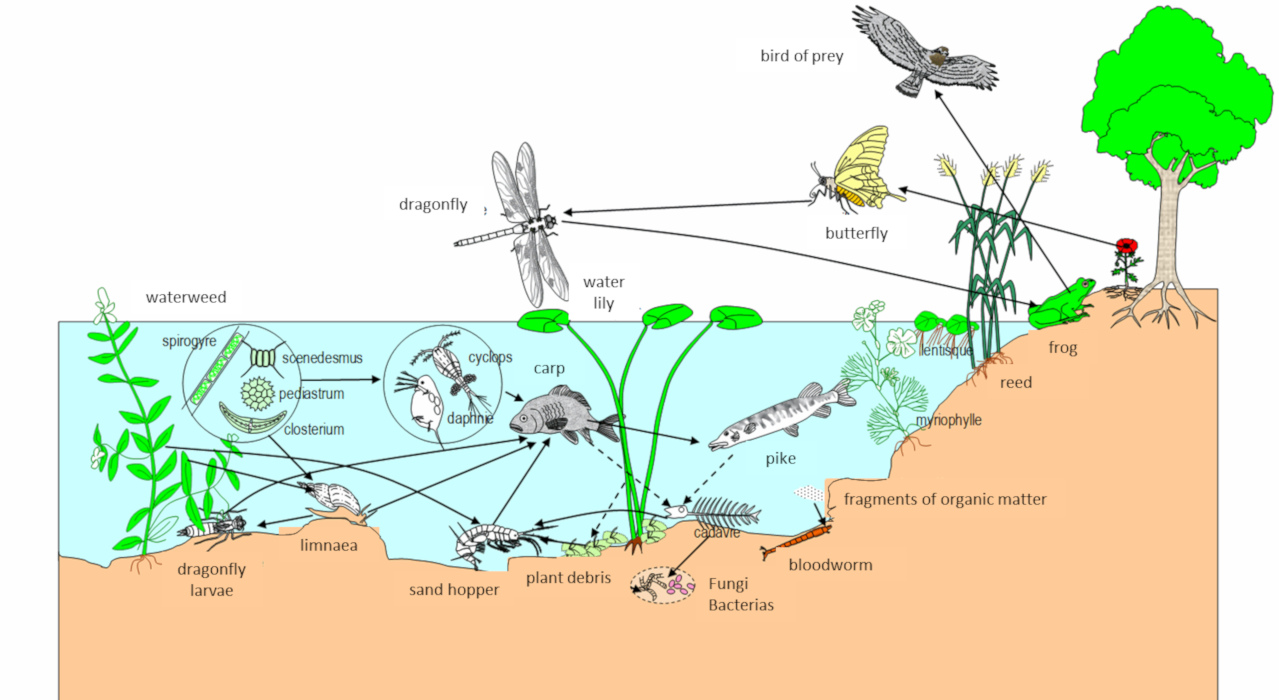 bird of prey
dragonfly
butterfly
water
lily
waterweed
spirogyre
scenedesmus
pediastrum
closterium
cyclops
daphnie
carp
lentisque
frog
reed
myriophylle
pike
fragments of organic matter
cadavre
limnaea
dragonfly
larvae
sand hopper
plant debris
bloodworm
Fungi
Bacterias